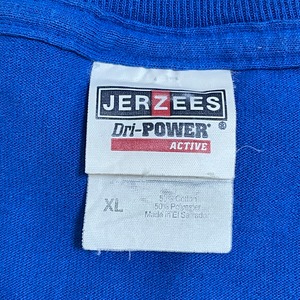 JERZEES
Dri-POWER®
ACTIVE
XL
50% Cotton
50% Polyester
Made in El Salvador